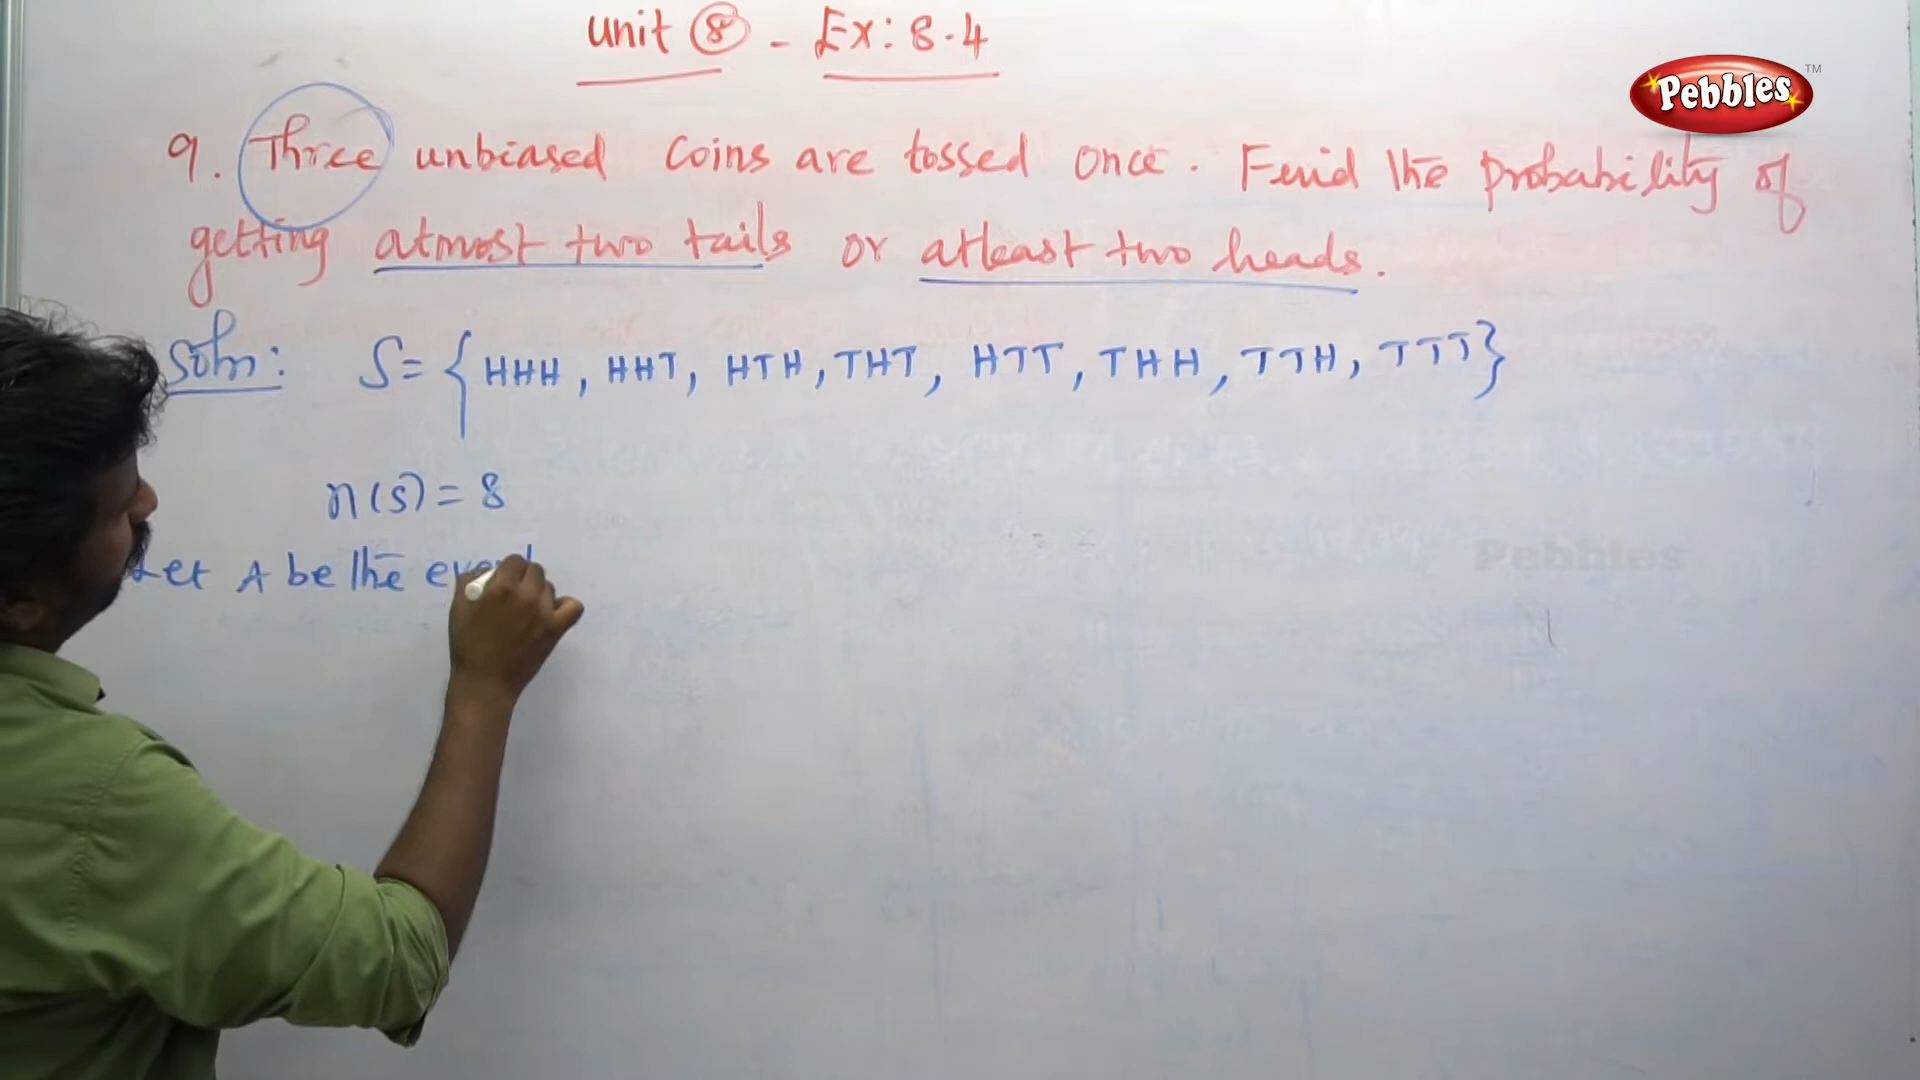 unit 8 - Ex: 8.4
Pebbles TM
9. Three unbiased coins are tossed once. Find the probability of
getting atmost two tails or atleast two heads.
Soln: S = {HHH, HHT, HTH, THT, HTT, THH, TTH, TTT}
n(s) = 8
Pebbles
Let A be the event